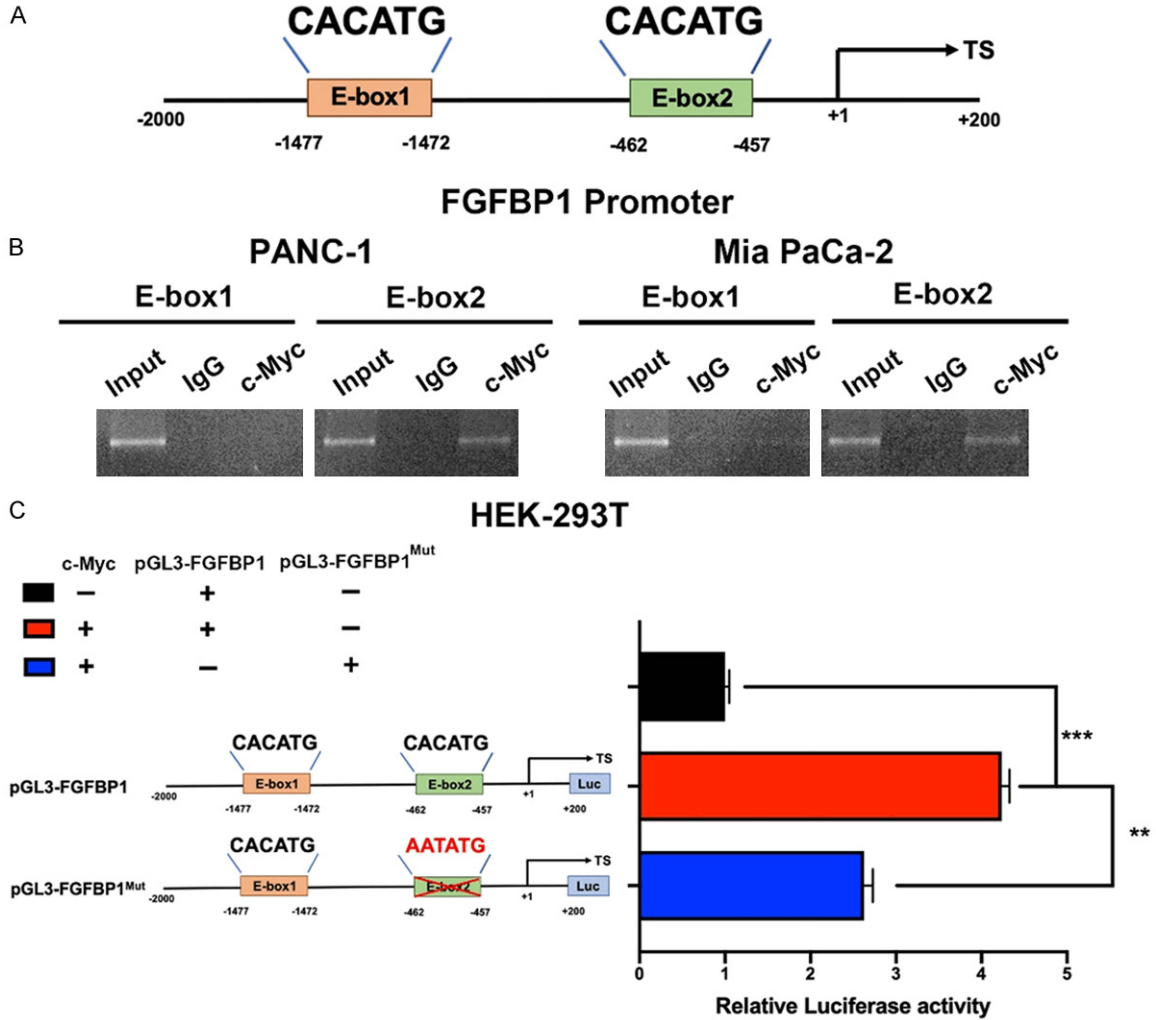 A
CACATG CACATG
E-box1 E-box2 TS
-2000 -1477 -1472 -462 -457 +1 +200
FGFBP1 Promoter
B
PANC-1 Mia PaCa-2
E-box1 E-box2 E-box1 E-box2
Input IgG c-Myc Input IgG c-Myc Input IgG c-Myc Input IgG c-Myc
C
HEK-293T
c-Myc pGL3-FGFBP1 pGL3-FGFBP1Mut
− + −
+ + −
+ − +
***
**
CACATG CACATG
pGL3-FGFBP1 E-box1 E-box2 TS Luc
-2000 -1477 -1472 -462 -457 +1 +200
CACATG AATATG
pGL3-FGFBP1Mut E-box1 E-box2 TS Luc
-2000 -1477 -1472 -462 -457 +1 +200
0 1 2 3 4 5
Relative Luciferase activity